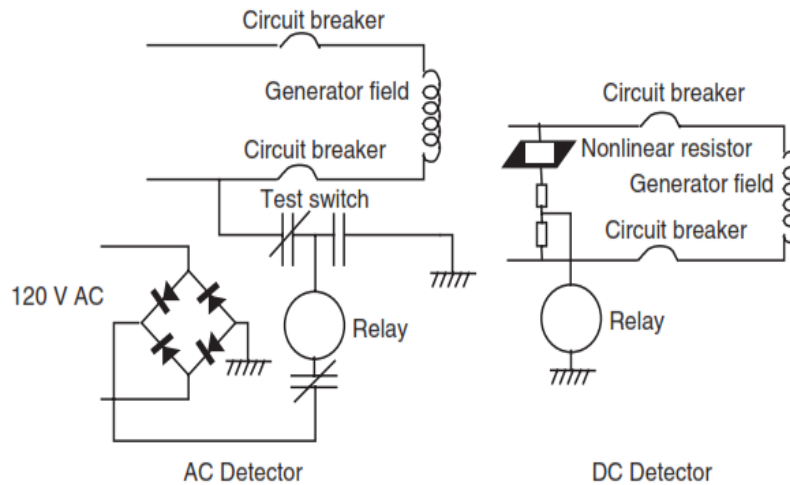 Circuit breaker
Generator field
Circuit breaker
Test switch
120 V AC
Relay
AC Detector
Circuit breaker
Nonlinear resistor
Generator field
Circuit breaker
Relay
DC Detector